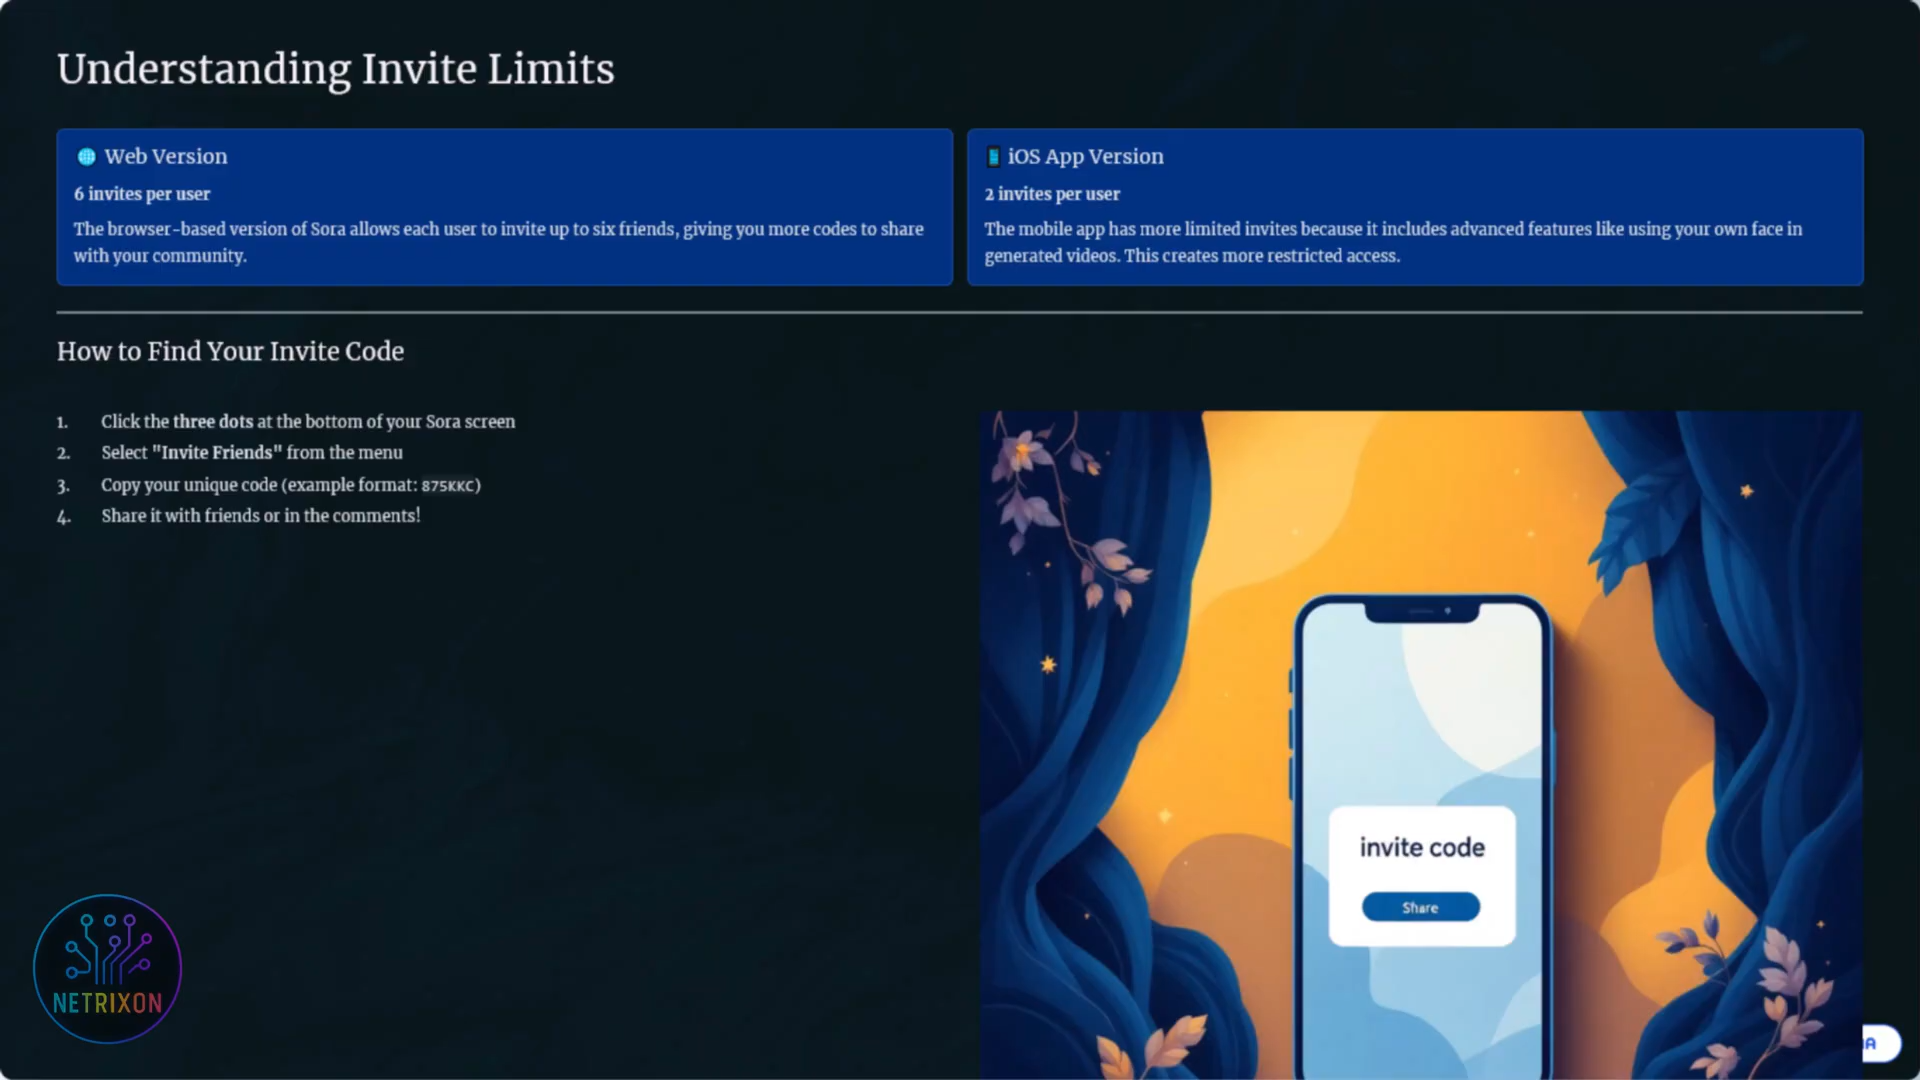 Understanding Invite Limits
Web Version
6 invites per user
The browser-based version of Sora allows each user to invite up to six friends, giving you more codes to share
with your community.
iOS App Version
2 invites per user
The mobile app has more limited invites because it includes advanced features like using your own face in
generated videos. This creates more restricted access.
How to Find Your Invite Code
1. Click the three dots at the bottom of your Sora screen
2. Select "Invite Friends" from the menu
3. Copy your unique code (example format: 875KKC)
4. Share it with friends or in the comments!
invite code
Share
NETRIXON